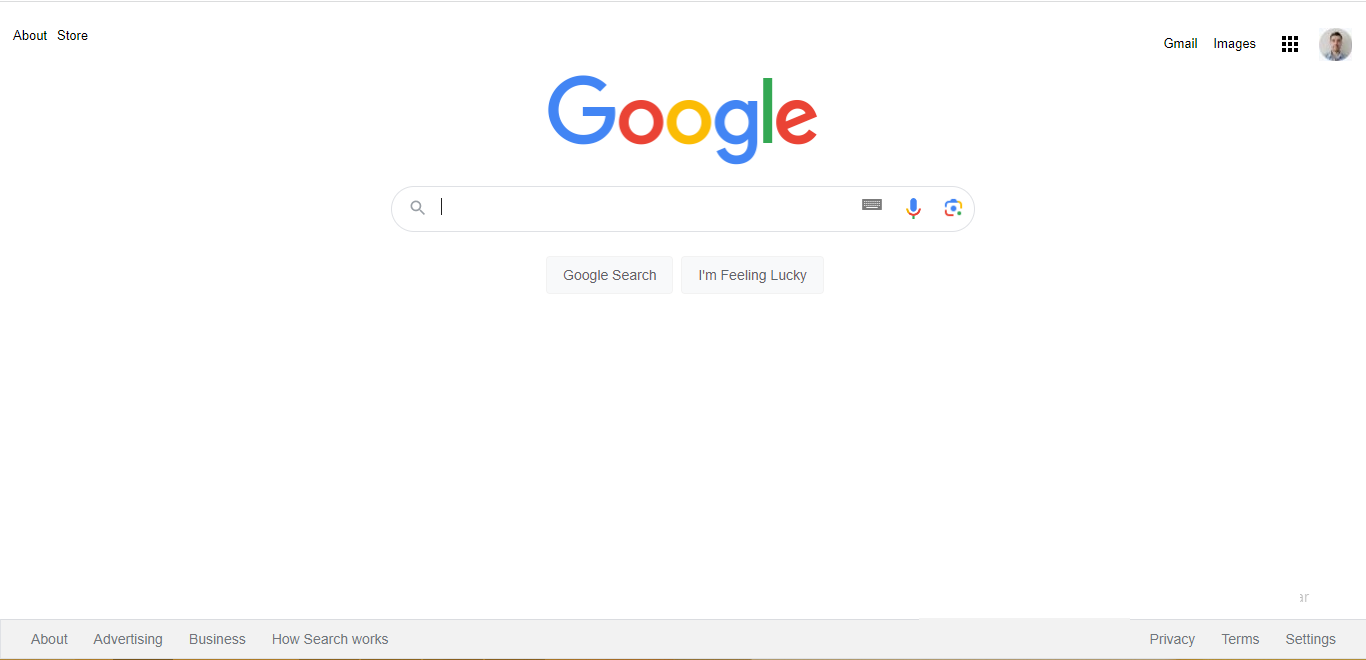 About Store
Gmail Images
Google
Google Search I'm Feeling Lucky
ar
About Advertising Business How Search works
Privacy Terms Settings